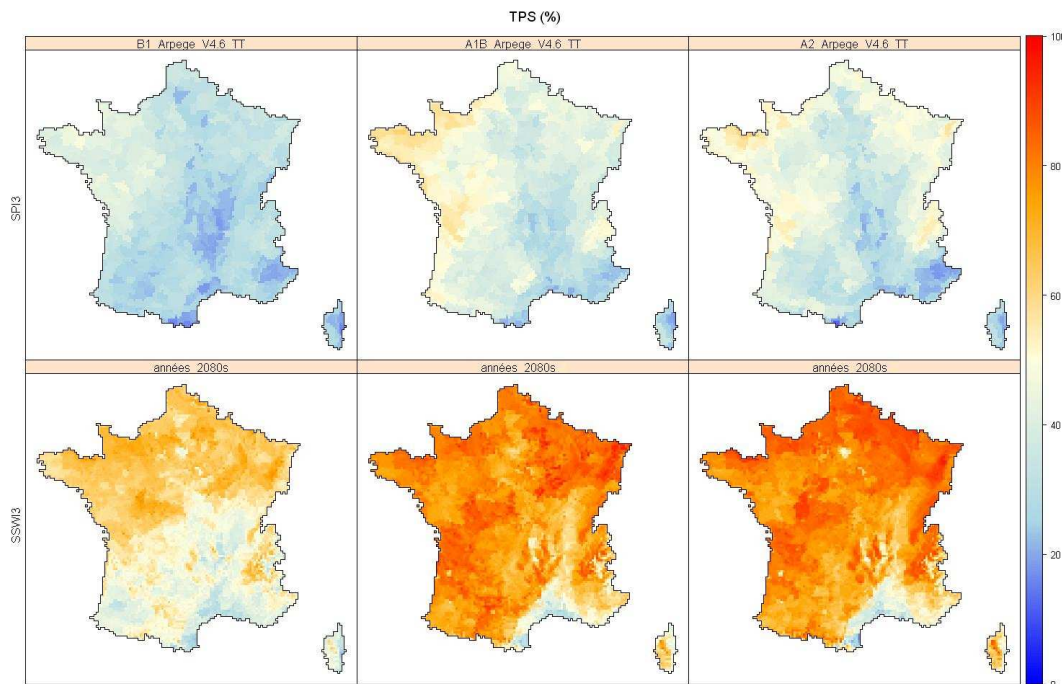 TPS (%)
B1 Arpege V4.6 TT
A1B Arpege V4.6 TT
A2 Arpege V4.6 TT
100
80
60
40
20
0
SPI3
années 2080s
années 2080s
années 2080s
SSWI3